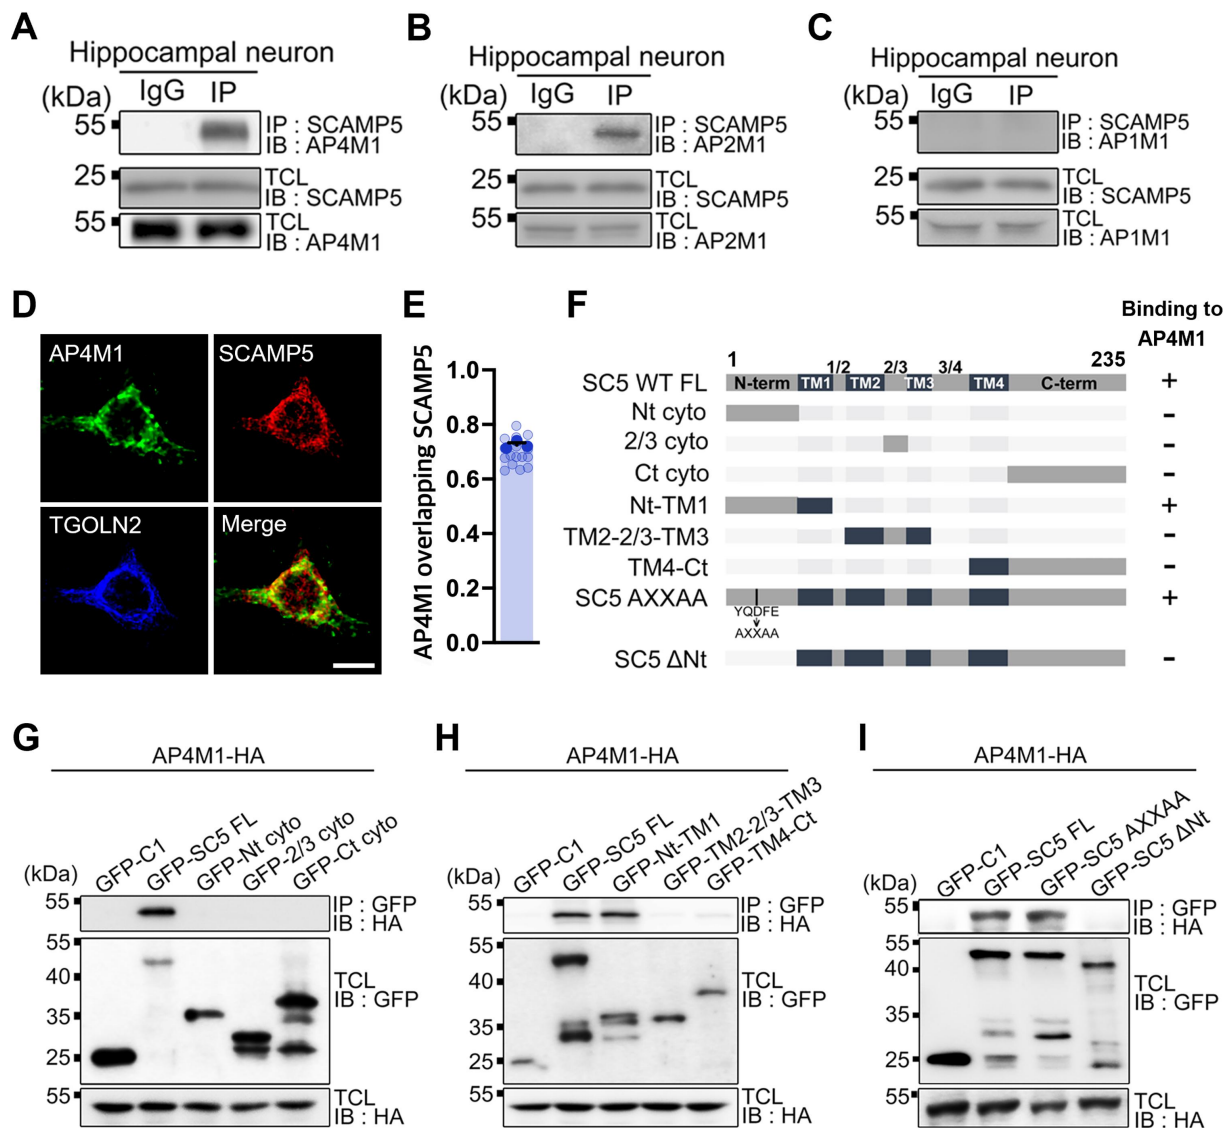 A
Hippocampal neuron
(kDa) IgG IP
55 IP : SCAMP5
IB : AP4M1
25 TCL
IB : SCAMP5
55 TCL
IB : AP4M1
B
Hippocampal neuron
(kDa) IgG IP
55 IP : SCAMP5
IB : AP2M1
25 TCL
IB : SCAMP5
55 TCL
IB : AP2M1
C
Hippocampal neuron
(kDa) IgG IP
55 IP : SCAMP5
IB : AP1M1
25 TCL
IB : SCAMP5
55 TCL
IB : AP1M1
D
AP4M1 SCAMP5
TGOLN2 Merge
E
AP4M1 overlapping SCAMP5
1.0
0.8
0.6
0.4
0.2
0.0
F
Binding to
AP4M1
1 1/2 2/3 3/4 235
SC5 WT FL N-term TM1 TM2 TM3 TM4 C-term +
Nt cyto -
2/3 cyto -
Ct cyto -
Nt-TM1 +
TM2-2/3-TM3 -
TM4-Ct -
SC5 AXXAA +
YQDFE
↓
AXXAA
SC5 ΔNt -
G
AP4M1-HA
GFP-C1
GFP-SC5 FL
GFP-Nt cyto
GFP-2/3 cyto
GFP-Ct cyto
(kDa)
55 IP : GFP
IB : HA
55
40 TCL
IB : GFP
35
25
55 TCL
IB : HA
H
AP4M1-HA
GFP-C1
GFP-SC5 FL
GFP-Nt-TM1
GFP-TM2-2/3-TM3
GFP-TM4-Ct
(kDa)
55 IP : GFP
IB : HA
55
40 TCL
IB : GFP
35
25
55 TCL
IB : HA
I
AP4M1-HA
GFP-C1
GFP-SC5 FL
GFP-SC5 AXXAA
GFP-SC5 ΔNt
(kDa)
55 IP : GFP
IB : HA
55
40 TCL
IB : GFP
35
25
55 TCL
IB : HA